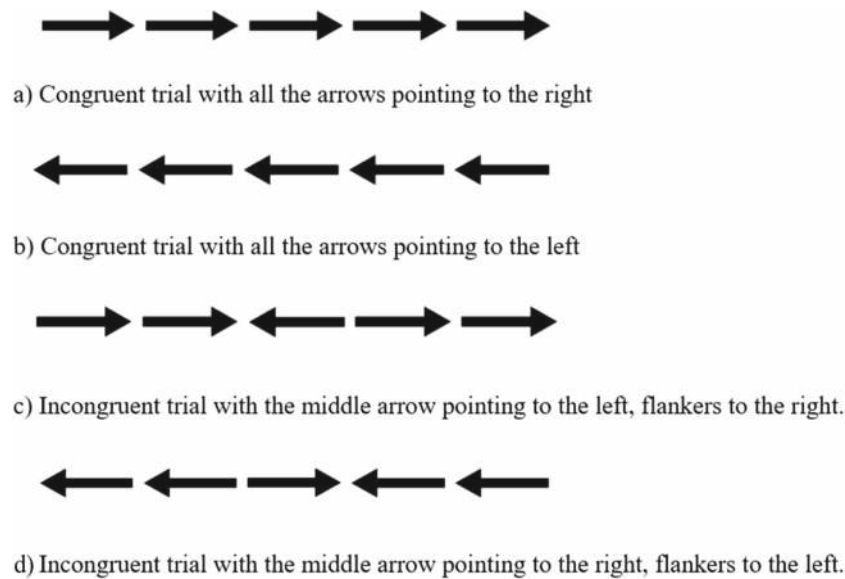 a) Congruent trial with all the arrows pointing to the right
b) Congruent trial with all the arrows pointing to the left
c) Incongruent trial with the middle arrow pointing to the left, flankers to the right.
d) Incongruent trial with the middle arrow pointing to the right, flankers to the left.